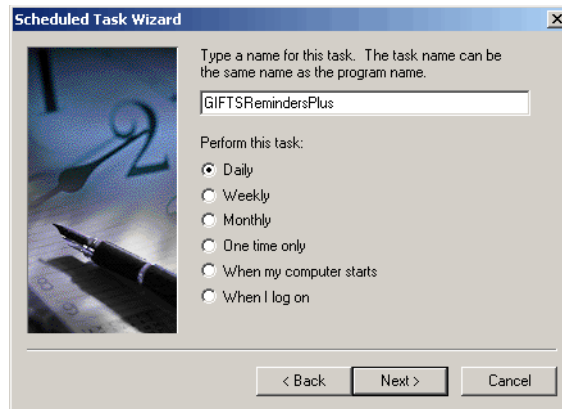 Scheduled Task Wizard
Type a name for this task. The task name can be
the same name as the program name.
GIFTSRemindersPlus
Perform this task:
Daily
Weekly
Monthly
One time only
When my computer starts
When I log on
< Back
Next >
Cancel